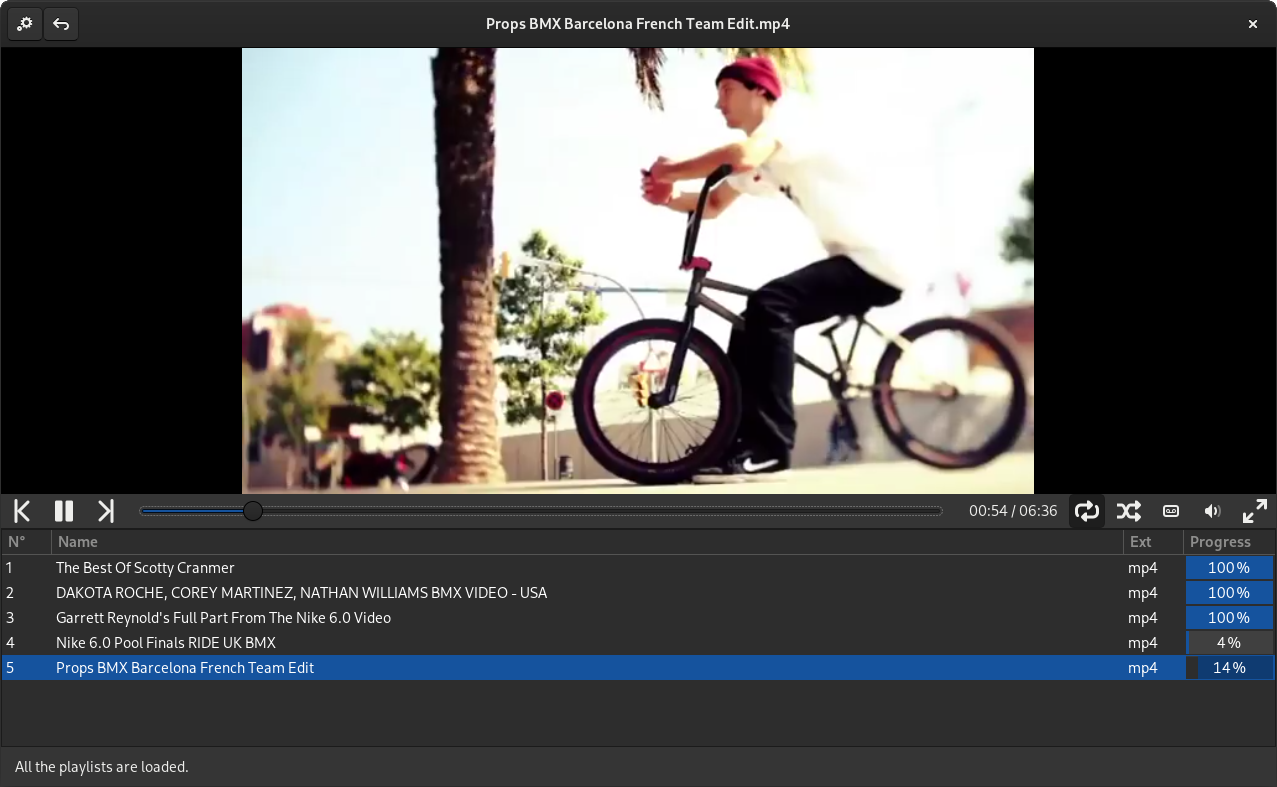 Props BMX Barcelona French Team Edit.mp4
00:54 / 06:36
N° Name Ext Progress
1 The Best Of Scotty Cranmer mp4 100%
2 DAKOTA ROCHE, COREY MARTINEZ, NATHAN WILLIAMS BMX VIDEO - USA mp4 100%
3 Garrett Reynold's Full Part From The Nike 6.0 Video mp4 100%
4 Nike 6.0 Pool Finals RIDE UK BMX mp4 4%
5 Props BMX Barcelona French Team Edit mp4 14%
All the playlists are loaded.